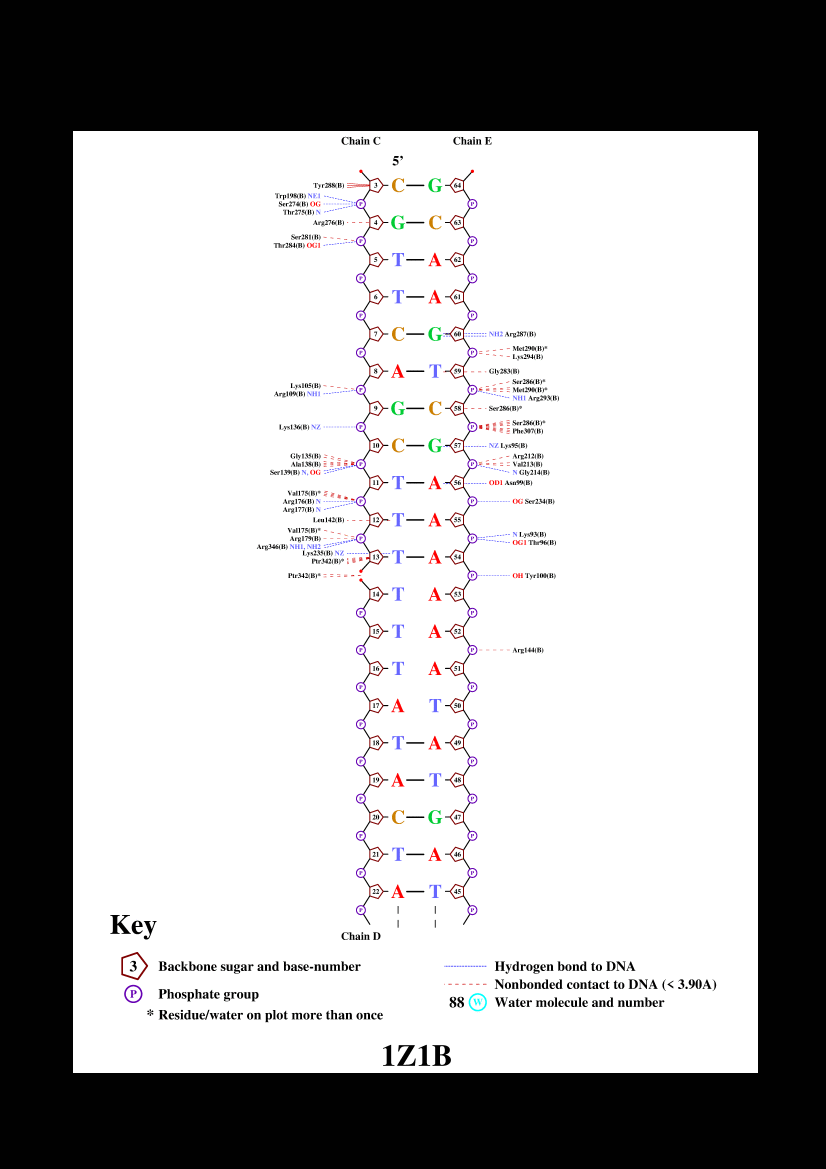 Chain C Chain E
5’
Tyr288(B) 3 C G 64
Trp198(B) NE1 P P
Ser274(B) OG
Thr275(B) N
Arg276(B) 4 G C 63
Ser281(B) P P
Thr284(B) OG1
5 T A 62
P P
6 T A 61
P P
7 C G 60 NH2 Arg287(B)
P P Met290(B)*
Lys294(B)
8 A T 59 Gly283(B)
Lys105(B) P P Ser286(B)*
Arg109(B) NH1 Met290(B)*
NH1 Arg293(B)
9 G C 58 Ser286(B)*
Lys136(B) NZ P P Ser286(B)*
Phe307(B)
10 C G 57 NZ Lys95(B)
Gly135(B) P P Arg212(B)
Ala138(B) Val213(B)
Ser139(B) N, OG N Gly214(B)
11 T A 56 OD1 Asn99(B)
Val175(B)* P P OG Ser234(B)
Arg176(B) N
Arg177(B) N
Leu142(B) 12 T A 55
Val175(B)* P P N Lys93(B)
Arg179(B) OG1 Thr96(B)
Arg346(B) NH1, NH2
Lys235(B) NZ 13 T A 54
Ptr342(B)*
Ptr342(B)* P OH Tyr100(B)
14 T A 53
P P
15 T A 52
P P Arg144(B)
16 T A 51
P P
17 A T 50
P P
18 T A 49
P P
19 A T 48
P P
20 C G 47
P P
21 T A 46
P P
22 A T 45
P P
Chain D
Key
3 Backbone sugar and base-number
P Phosphate group
* Residue/water on plot more than once
Hydrogen bond to DNA
Nonbonded contact to DNA (< 3.90A)
88 W Water molecule and number
1Z1B